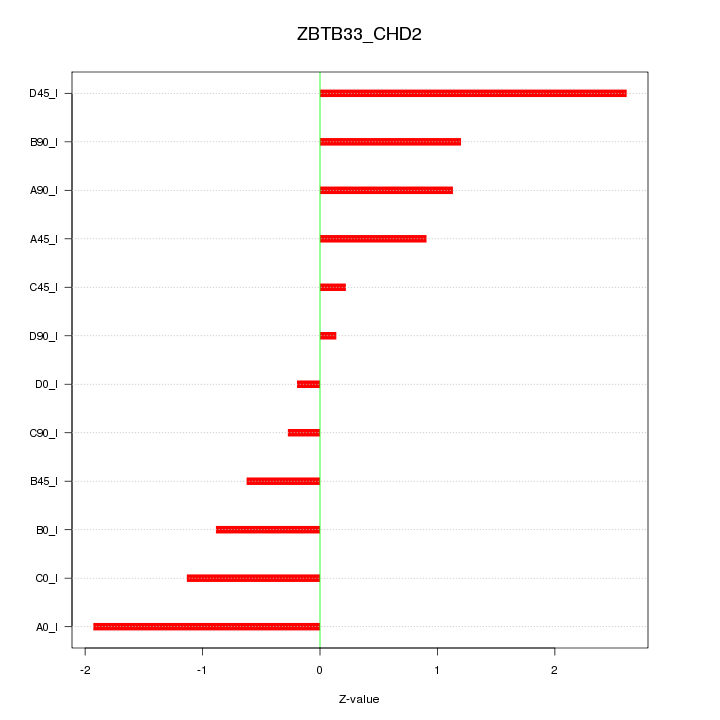 ZBTB33_CHD2
D45_I
B90_I
A90_I
A45_I
C45_I
D90_I
D0_I
C90_I
B45_I
B0_I
C0_I
A0_I
-2 -1 0 1 2
Z-value